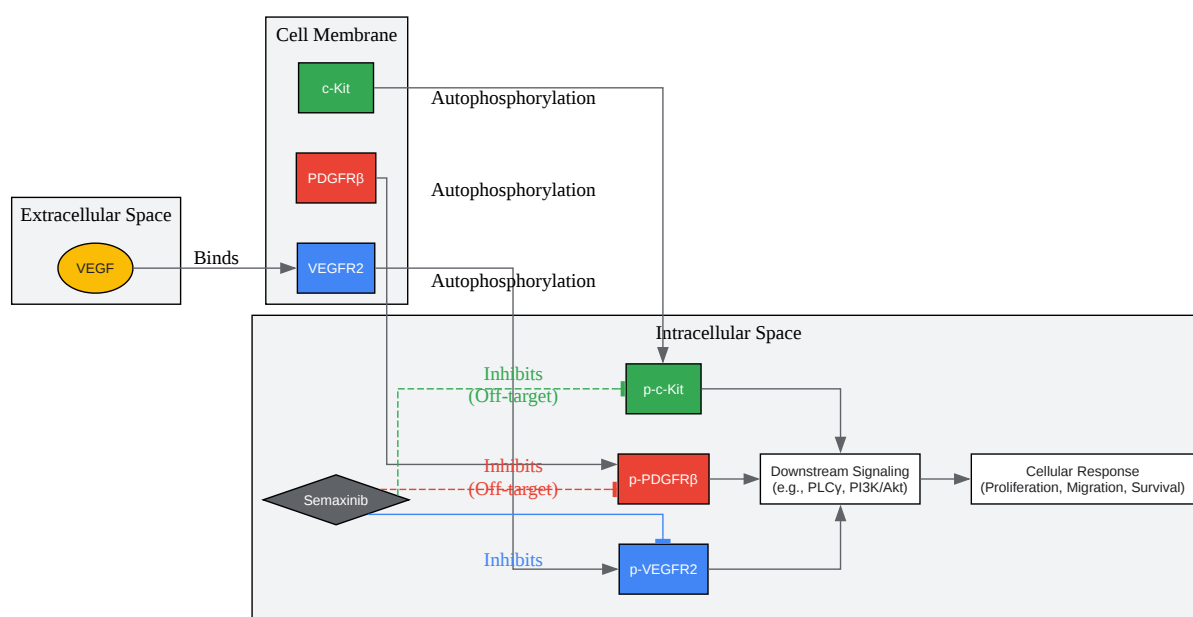 Cell Membrane
c-Kit
Autophosphorylation
PDGFRβ
Autophosphorylation
Extracellular Space
VEGF
Binds
VEGFR2
Autophosphorylation
Intracellular Space
Inhibits
(Off-target)
p-c-Kit
Inhibits
(Off-target)
p-PDGFRβ
Downstream Signaling
(e.g., PLCγ, PI3K/Akt)
Cellular Response
(Proliferation, Migration, Survival)
Semaxinib
Inhibits
p-VEGFR2